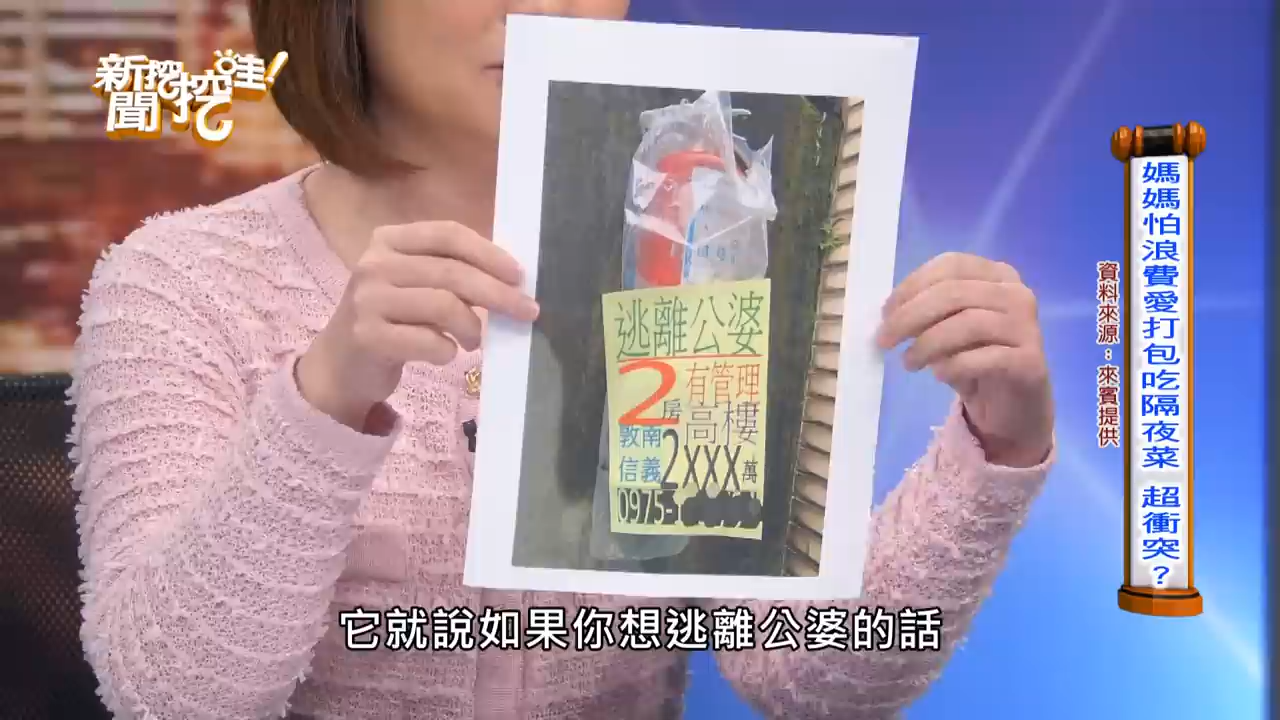 新聞挖挖哇!
逃離公婆
2房
有管理
高樓
敦南
信義
2XXX萬
0975-
媽媽怕浪費愛打包吃隔夜菜 超衝突?
資料來源:來賓提供
它就說如果你想逃離公婆的話